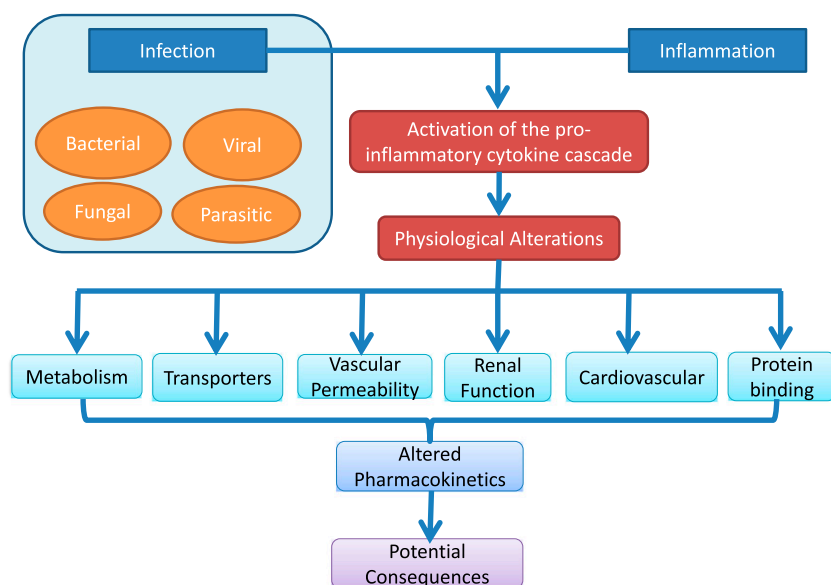 Infection
Inflammation
Bacterial
Viral
Fungal
Parasitic
Activation of the pro-
inflammatory cytokine cascade
Physiological Alterations
Metabolism
Transporters
Vascular
Permeability
Renal
Function
Cardiovascular
Protein
binding
Altered
Pharmacokinetics
Potential
Consequences